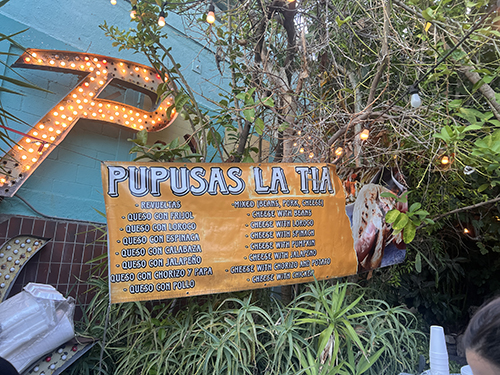 R
PUPUSAS LA TIA
- REVUELTAS
- QUESO CON FRIJOL
- QUESO CON LOROCO
- QUESO CON ESPINACA
- QUESO CON CALABAZA
- QUESO CON JALAPEÑO
QUESO CON CHORIZO Y PAPA
- QUESO CON POLLO
- MIXED (BEANS, PORK, CHEESE)
- CHEESE WITH BEANS
- CHEESE WITH LOROCO
- CHEESE WITH SPINACH
- CHEESE WITH PUMPKIN
- CHEESE WITH JALAPEÑO
- CHEESE WITH CHORIZO AND POTATO
- CHEESE WITH CHICKEN